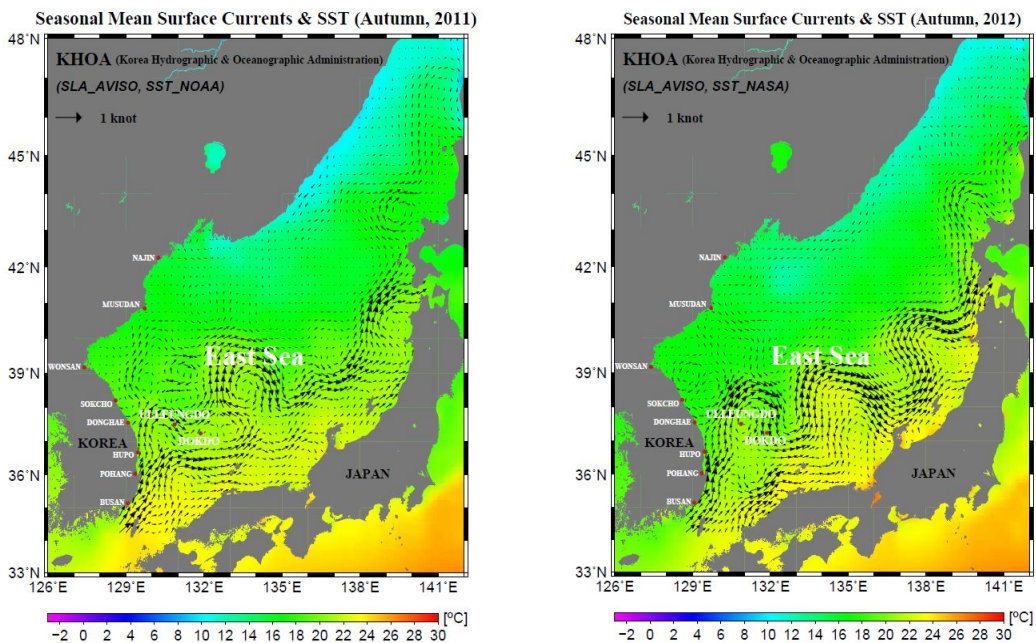 Seasonal Mean Surface Currents & SST (Autumn, 2011)
48°N
KHOA (Korea Hydrographic & Oceanographic Administration)
(SLA_AVISO, SST_NOAA)
1 knot
45°N
NAJIN
42°N
MUSUDAN
East Sea
WONSAN
39°N
SOKCHO
ULLEUNGDO
DONGHAE
DOKDO
KOREA
HUPO
36°N
POHANG
JAPAN
BUSAN
33°N
126°E 129°E 132°E 135°E 138°E 141°E
[°C]
−2 0 2 4 6 8 10 12 14 16 18 20 22 24 26 28 30
Seasonal Mean Surface Currents & SST (Autumn, 2012)
48°N
KHOA (Korea Hydrographic & Oceanographic Administration)
(SLA_AVISO, SST_NASA)
1 knot
45°N
NAJIN
42°N
MUSUDAN
East Sea
WONSAN
39°N
SOKCHO
ULLEUNGDO
DONGHAE
DOKDO
KOREA
HUPO
36°N
POHANG
JAPAN
BUSAN
33°N
126°E 129°E 132°E 135°E 138°E 141°E
[°C]
−2 0 2 4 6 8 10 12 14 16 18 20 22 24 26 28 30